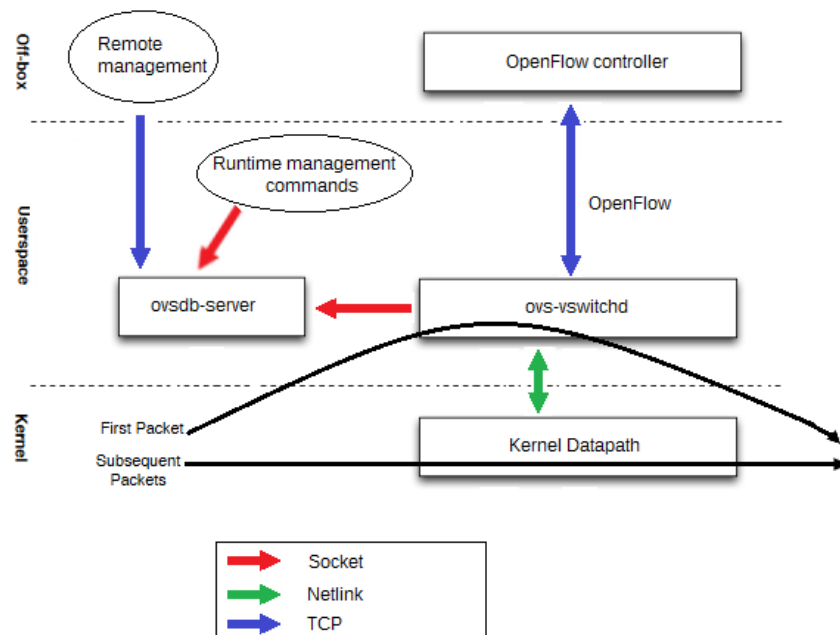 Off-box
Remote
management
OpenFlow controller
Userspace
Runtime management
commands
OpenFlow
ovsdb-server
ovs-vswitchd
Kernel
First Packet
Subsequent
Packets
Kernel Datapath
Socket
Netlink
TCP